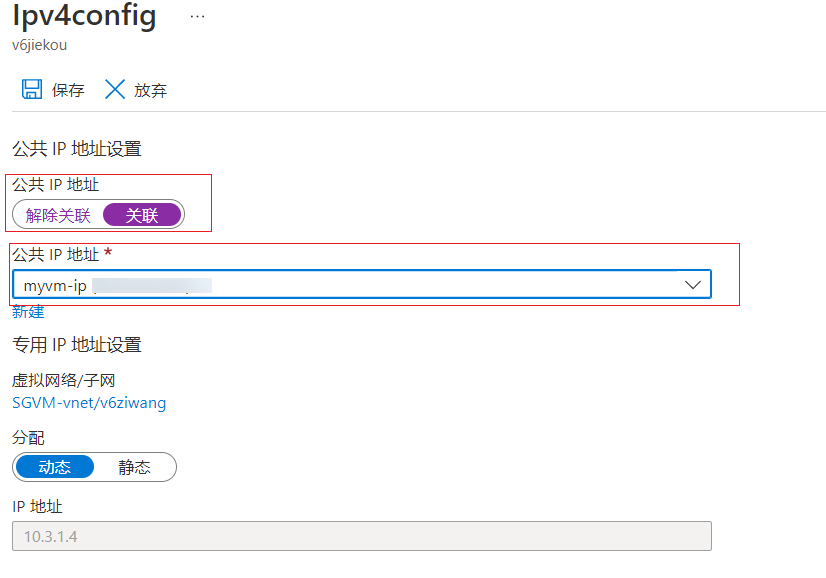 Ipv4config ...
v6jiekou
保存 放弃
公共 IP 地址设置
公共 IP 地址
解除关联 关联
公共 IP 地址 *
myvm-ip
新建
专用 IP 地址设置
虚拟网络/子网
SGVM-vnet/v6ziwang
分配
动态 静态
IP 地址
10.3.1.4